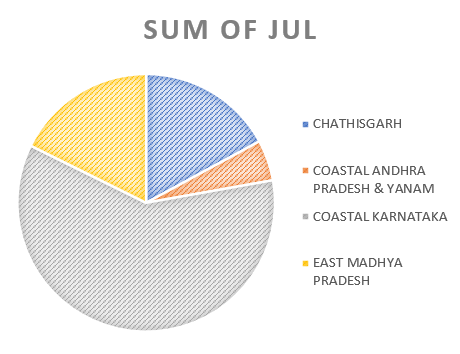 SUM OF JUL
CHATHISGARH
COASTAL ANDHRA
PRADESH & YANAM
COASTAL KARNATAKA
EAST MADHYA
PRADESH